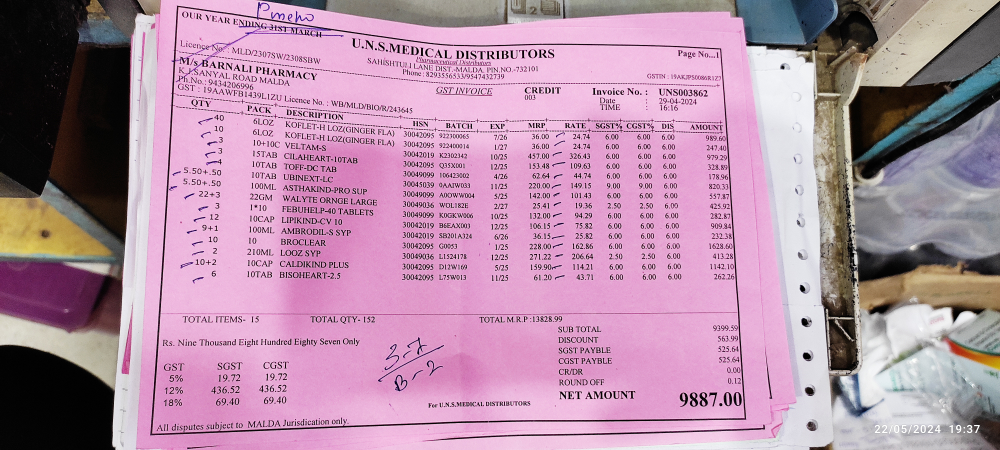 Pmeho
OUR YEAR ENDING 31ST MARCH
U.N.S.MEDICAL DISTRIBUTORS
Page No...1
Pharmaceutical Distributors
Licence No : MLD/2307SW/2308SBW
SAHISHTULI LANE DIST.-MALDA, PIN.NO.-732101
Phone : 8293556533/9547432739
GSTIN : 19AKJPS0086R1Z7
M/s BARNALI PHARMACY
K.J.SANYAL ROAD MALDA
Ph.No.: 9434206996
GST : 19AAWFB1439L1ZU Licence No : WB/MLD/BIO/R/243645
GST INVOICE
CREDIT
003
Invoice No : UNS003862
Date : 29-04-2024
TIME : 16:16
QTY PACK DESCRIPTION HSN BATCH EXP MRP RATE SGST% CGST% DIS AMOUNT
40 6LOZ KOFLET-H LOZ(GINGER FLA) 30042095 922300065 7/26 36.00 24.74 6.00 6.00 6.00 989.60
10 6LOZ KOFLET-H LOZ(GINGER FLA) 30042095 922400014 1/27 36.00 24.74 6.00 6.00 6.00 247.40
3 10+10C VELTAM-S 30042019 K2302342 10/25 457.00 326.43 6.00 6.00 6.00 979.29
3 15TAB CILAHEART-10TAB 30042095 Q35X001 12/25 153.48 109.63 6.00 6.00 6.00 328.89
10TAB TOFF-DC TAB 30049099 106423002 4/26 62.64 44.74 6.00 6.00 6.00 178.96
5.50+.50 10TAB UBINEXT-LC 30045039 0AAIW033 11/25 220.00 149.15 9.00 9.00 6.00 820.33
5.50+.50 100ML ASTHAKIND-PRO SUP 30049099 A0OWW004 5/25 142.00 101.43 6.00 6.00 6.00 557.87
22+3 22GM WALYTE ORNGE LARGE 30049036 WOL182E 2/27 25.41 19.36 2.50 2.50 6.00 425.92
3 1*10 FEBUHELP-40 TABLETS 30049099 K0GKW006 10/25 132.00 94.29 6.00 6.00 6.00 282.87
12 10CAP LIPIKIND-CV 10 30042019 B6EAX003 12/25 106.15 75.82 6.00 6.00 6.00 909.84
9+1 100ML AMBRODIL-S SYP 30042019 SB201A324 6/26 36.15 25.82 6.00 6.00 6.00 232.38
10 10 BROCLEAR 30042095 G0053 1/25 228.00 162.86 6.00 6.00 6.00 1628.60
2 210ML LOOZ SYP 30049036 L1524178 12/25 271.22 206.64 2.50 2.50 6.00 413.28
10+2 10CAP CALDIKIND PLUS 30042095 D12W169 5/25 159.90 114.21 6.00 6.00 6.00 1142.10
6 10TAB BISOHEART-2.5 30042095 L75W013 11/25 61.20 43.71 6.00 6.00 6.00 262.26
TOTAL ITEMS- 15 TOTAL QTY- 152 TOTAL M.R.P :13828.99
Rs. Nine Thousand Eight Hundred Eighty Seven Only
SUB TOTAL 9399.59
DISCOUNT 563.99
SGST PAYBLE 525.64
CGST PAYBLE 525.64
CR/DR 0.00
ROUND OFF 0.12
NET AMOUNT 9887.00
GST SGST CGST
5% 19.72 19.72
12% 436.52 436.52
18% 69.40 69.40
B-2
For U.N.S.MEDICAL DISTRIBUTORS
All disputes subject to MALDA Jurisdication only.
22/05/2024 19:37